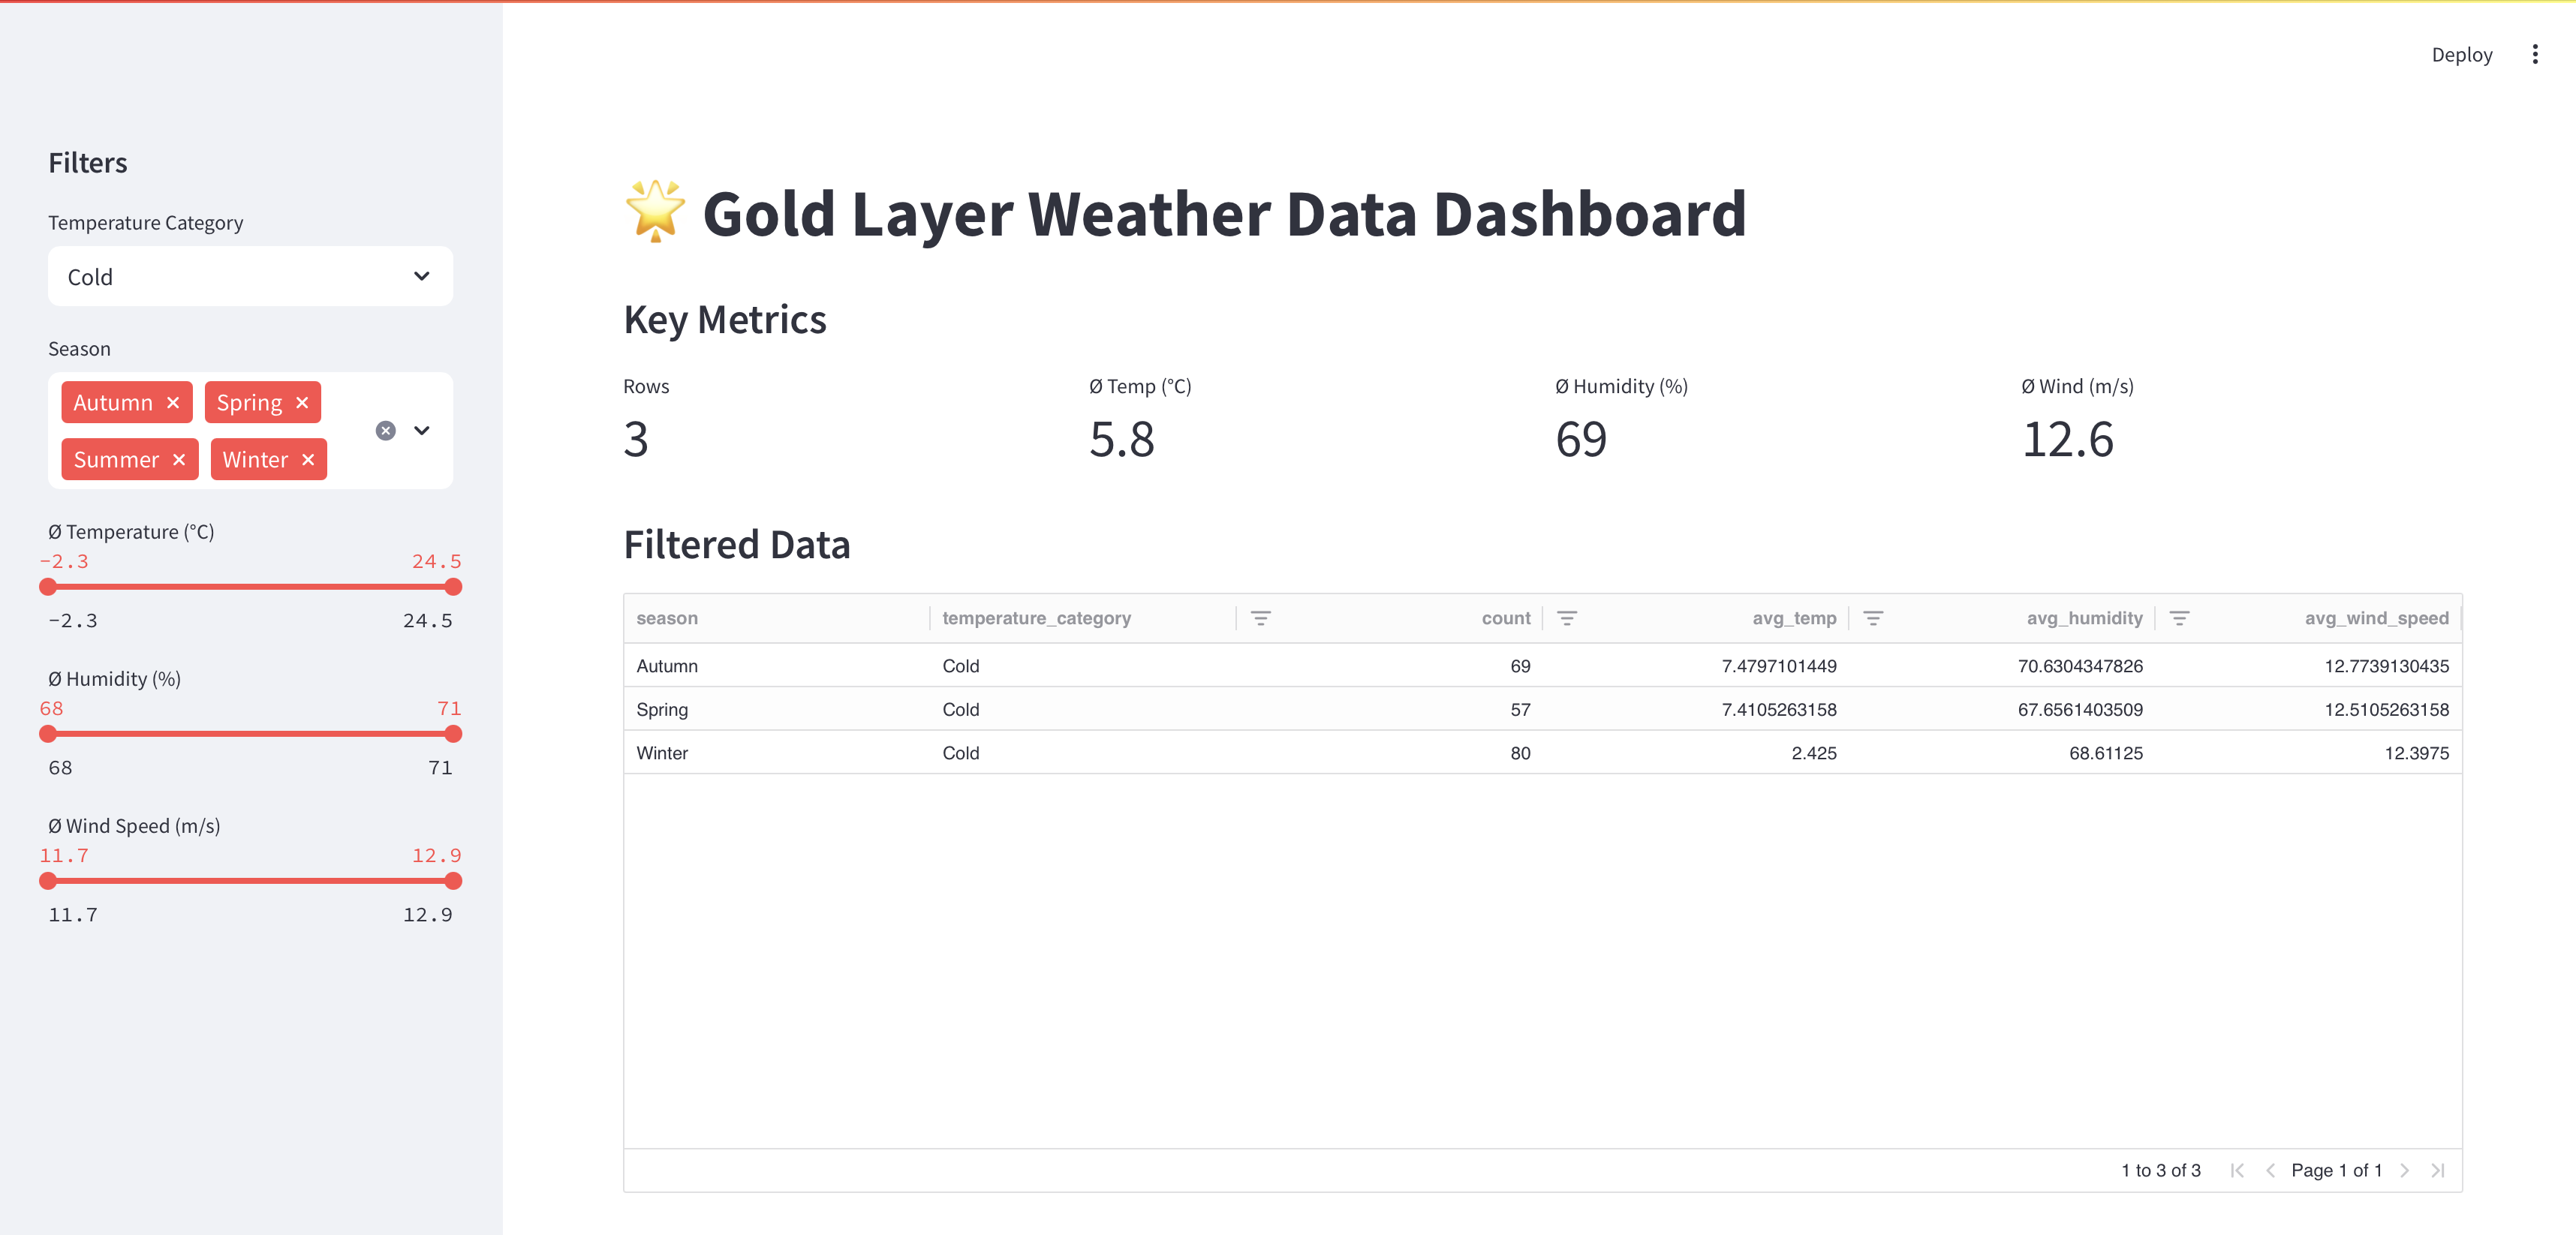 Deploy
Filters
Temperature Category
Cold
Season
Autumn Spring
Summer Winter
Ø Temperature (°C)
-2.3 24.5
-2.3 24.5
Ø Humidity (%)
68 71
68 71
Ø Wind Speed (m/s)
11.7 12.9
11.7 12.9
Gold Layer Weather Data Dashboard
Key Metrics
Rows Ø Temp (°C) Ø Humidity (%) Ø Wind (m/s)
3 5.8 69 12.6
Filtered Data
season temperature_category count avg_temp avg_humidity avg_wind_speed
Autumn Cold 69 7.4797101449 70.6304347826 12.7739130435
Spring Cold 57 7.4105263158 67.6561403509 12.5105263158
Winter Cold 80 2.425 68.61125 12.3975
1 to 3 of 3 Page 1 of 1